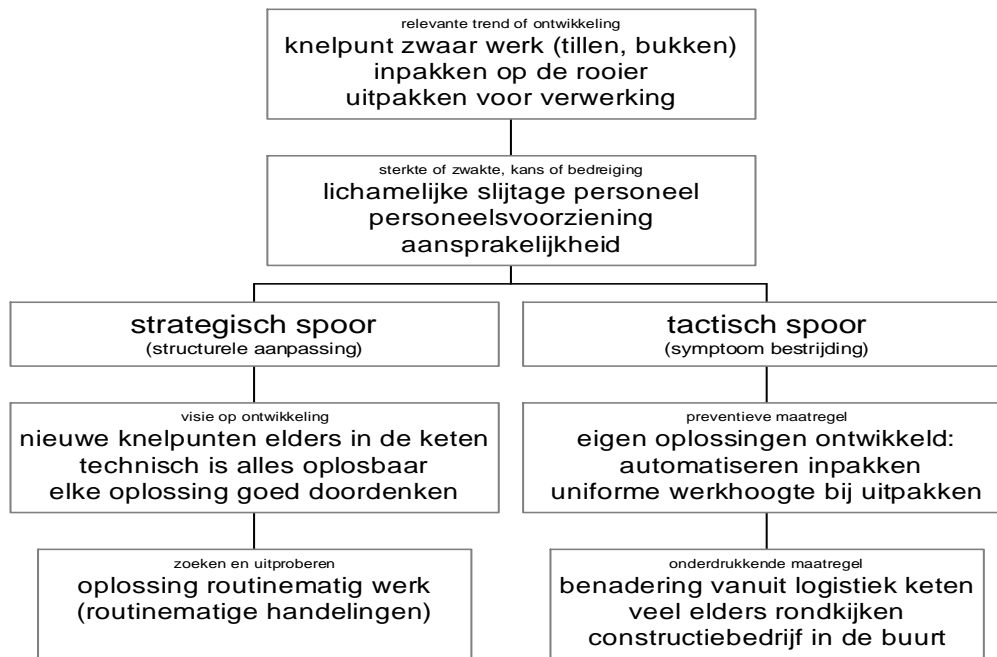 relevante trend of ontwikkeling
knelpunt zwaar werk (tillen, bukken)
inpakken op de rooier
uitpakken voor verwerking
sterkte of zwakte, kans of bedreiging
lichamelijke slijtage personeel
personeelsvoorziening
aansprakelijkheid
strategisch spoor
(structurele aanpassing)
tactisch spoor
(symptoom bestrijding)
visie op ontwikkeling
nieuwe knelpunten elders in de keten
technisch is alles oplosbaar
elke oplossing goed doordenken
preventieve maatregel
eigen oplossingen ontwikkeld:
automatiseren inpakken
uniforme werkhoogte bij uitpakken
zoeken en uitproberen
oplossing routinematig werk
(routinematige handelingen)
onderdrukkende maatregel
benadering vanuit logistiek keten
veel elders rondkijken
constructiebedrijf in de buurt